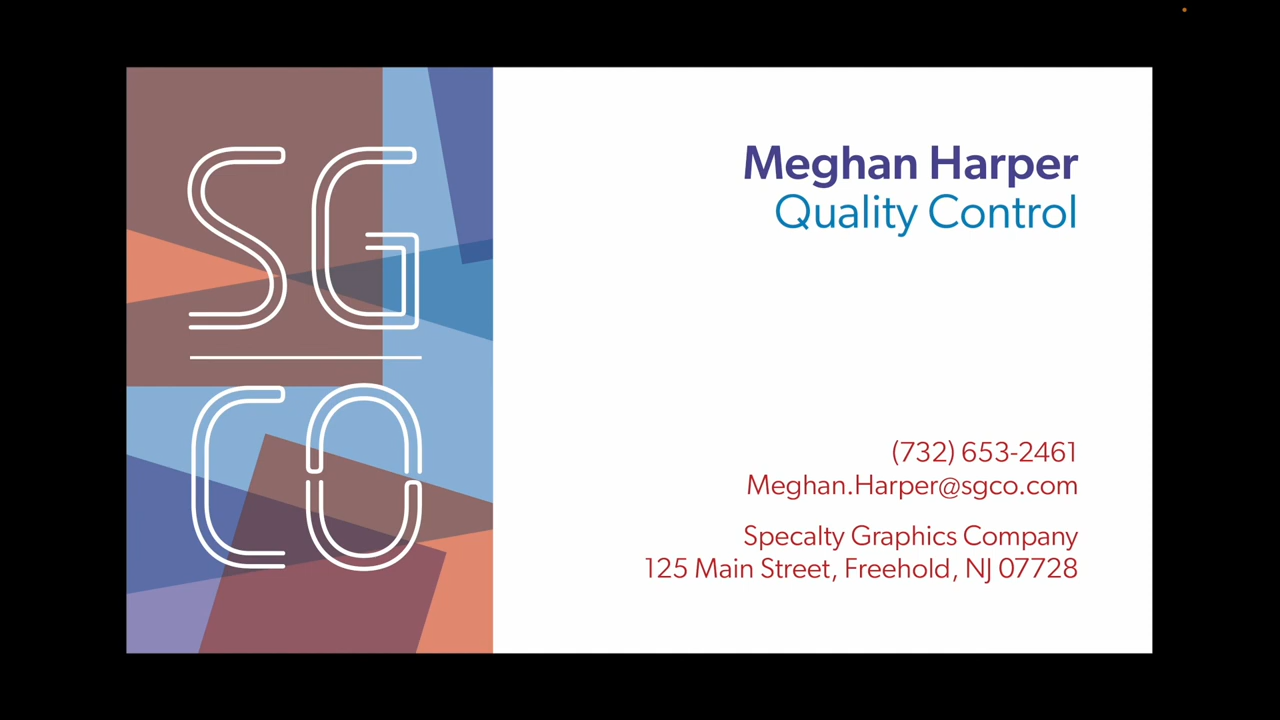 SG
CO
Meghan Harper
Quality Control
(732) 653-2461
Meghan.Harper@sgco.com
Specalty Graphics Company
125 Main Street, Freehold, NJ 07728